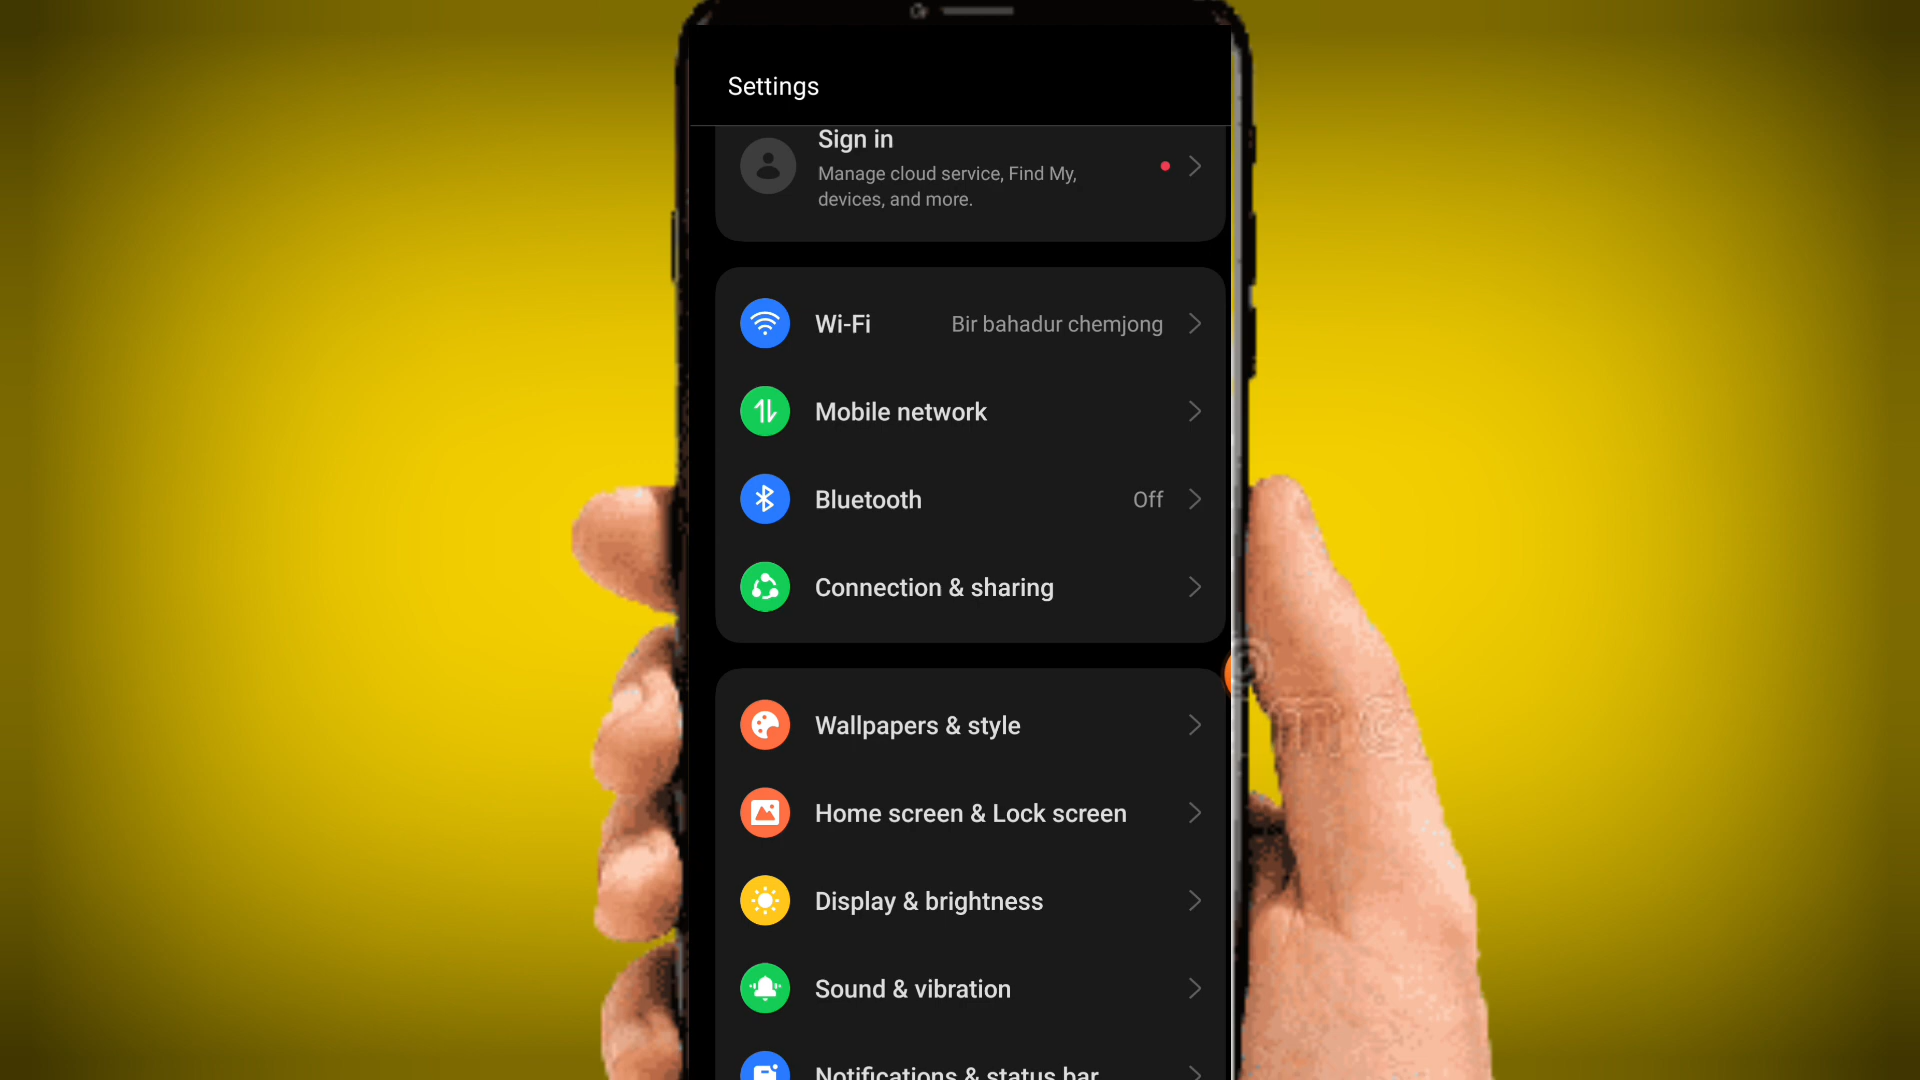 Settings
Sign in
Manage cloud service, Find My,
devices, and more.
Wi-Fi Bir bahadur chemjong
Mobile network
Bluetooth Off
Connection & sharing
Wallpapers & style
Home screen & Lock screen
Display & brightness
Sound & vibration
Notifications & status bar